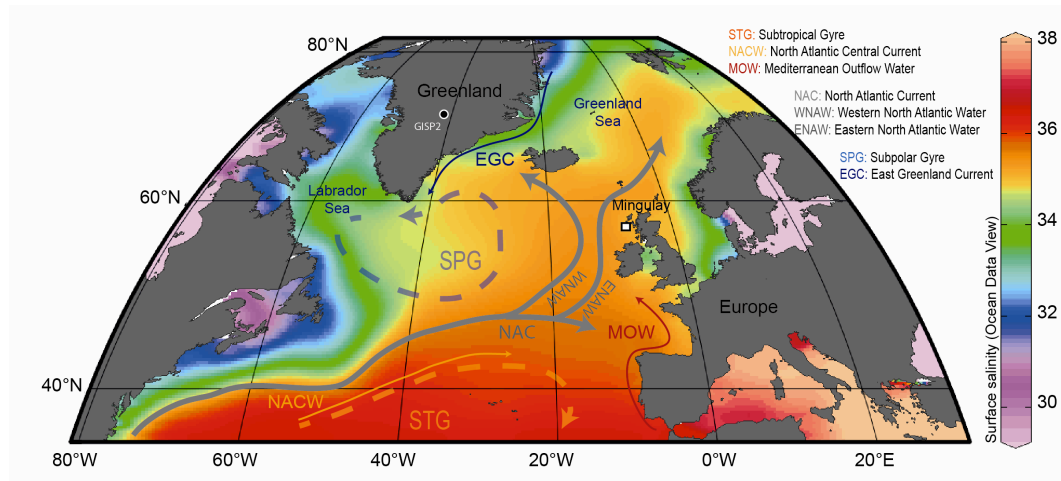 STG: Subtropical Gyre
NACW: North Atlantic Central Current
MOW: Mediterranean Outflow Water
NAC: North Atlantic Current
WNAW: Western North Atlantic Water
ENAW: Eastern North Atlantic Water
SPG: Subpolar Gyre
EGC: East Greenland Current
80°N
60°N
40°N
Greenland
GISP2
Greenland
Sea
EGC
Labrador
Sea
Mingulay
SPG
WNAW
ENAW
NAC
MOW
Europe
NACW
STG
80°W
60°W
40°W
20°W
0°W
20°E
Surface salinity (Ocean Data View)
38
36
34
32
30